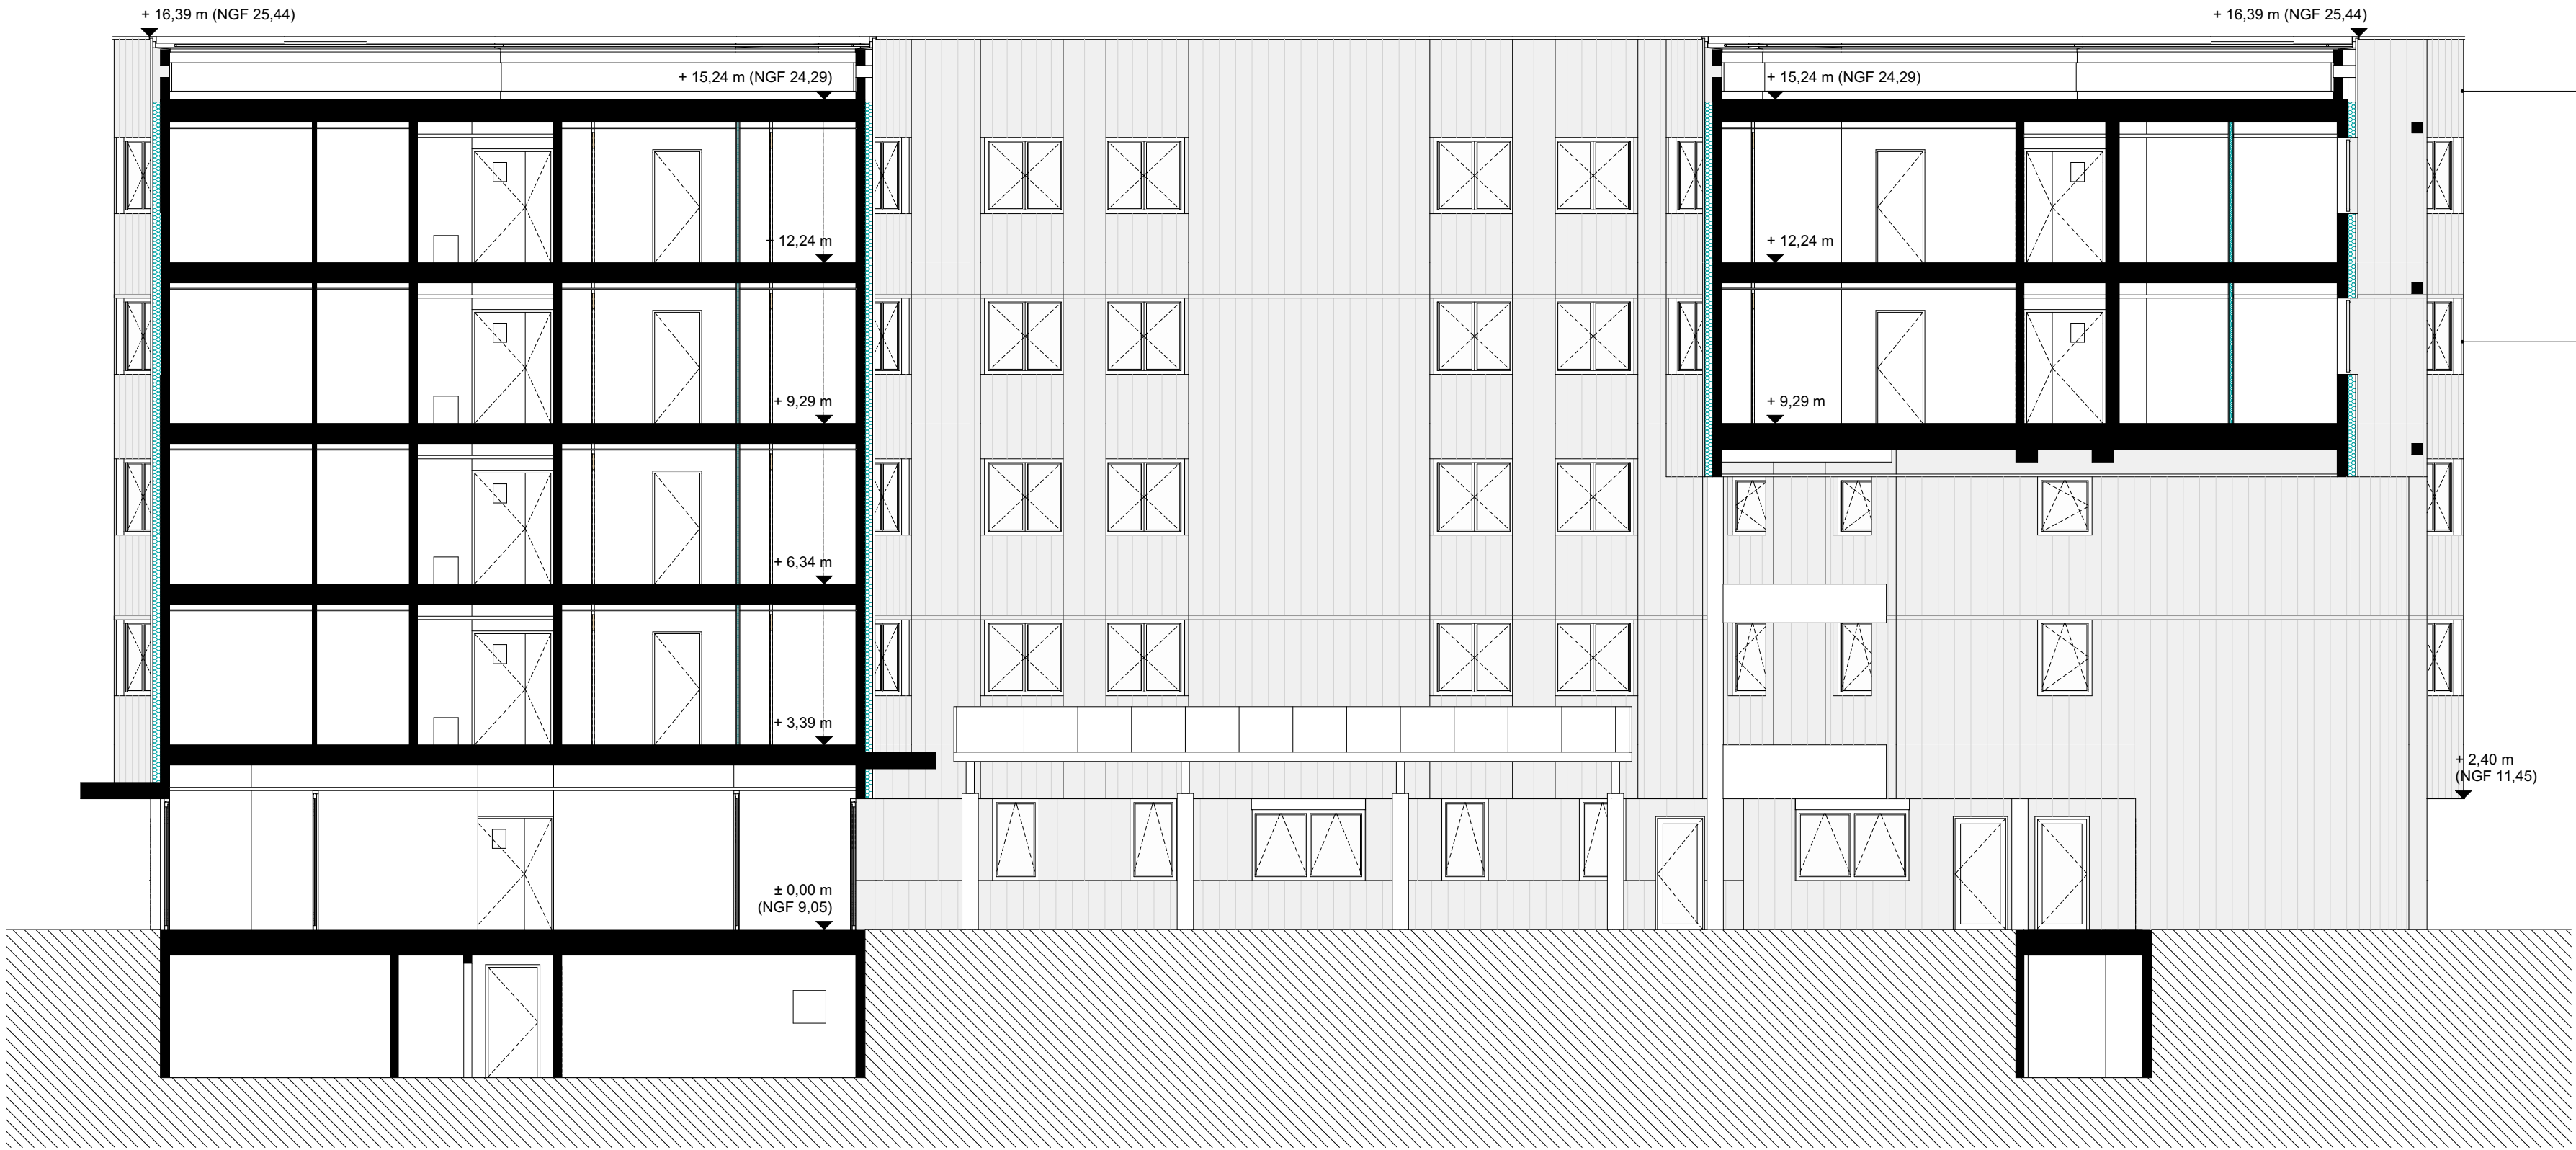 + 16,39 m (NGF 25,44)
+ 16,39 m (NGF 25,44)
+ 15,24 m (NGF 24,29)
+ 15,24 m (NGF 24,29)
+ 12,24 m
+ 12,24 m
+ 9,29 m
+ 9,29 m
+ 6,34 m
+ 3,39 m
+ 2,40 m
(NGF 11,45)
± 0,00 m
(NGF 9,05)